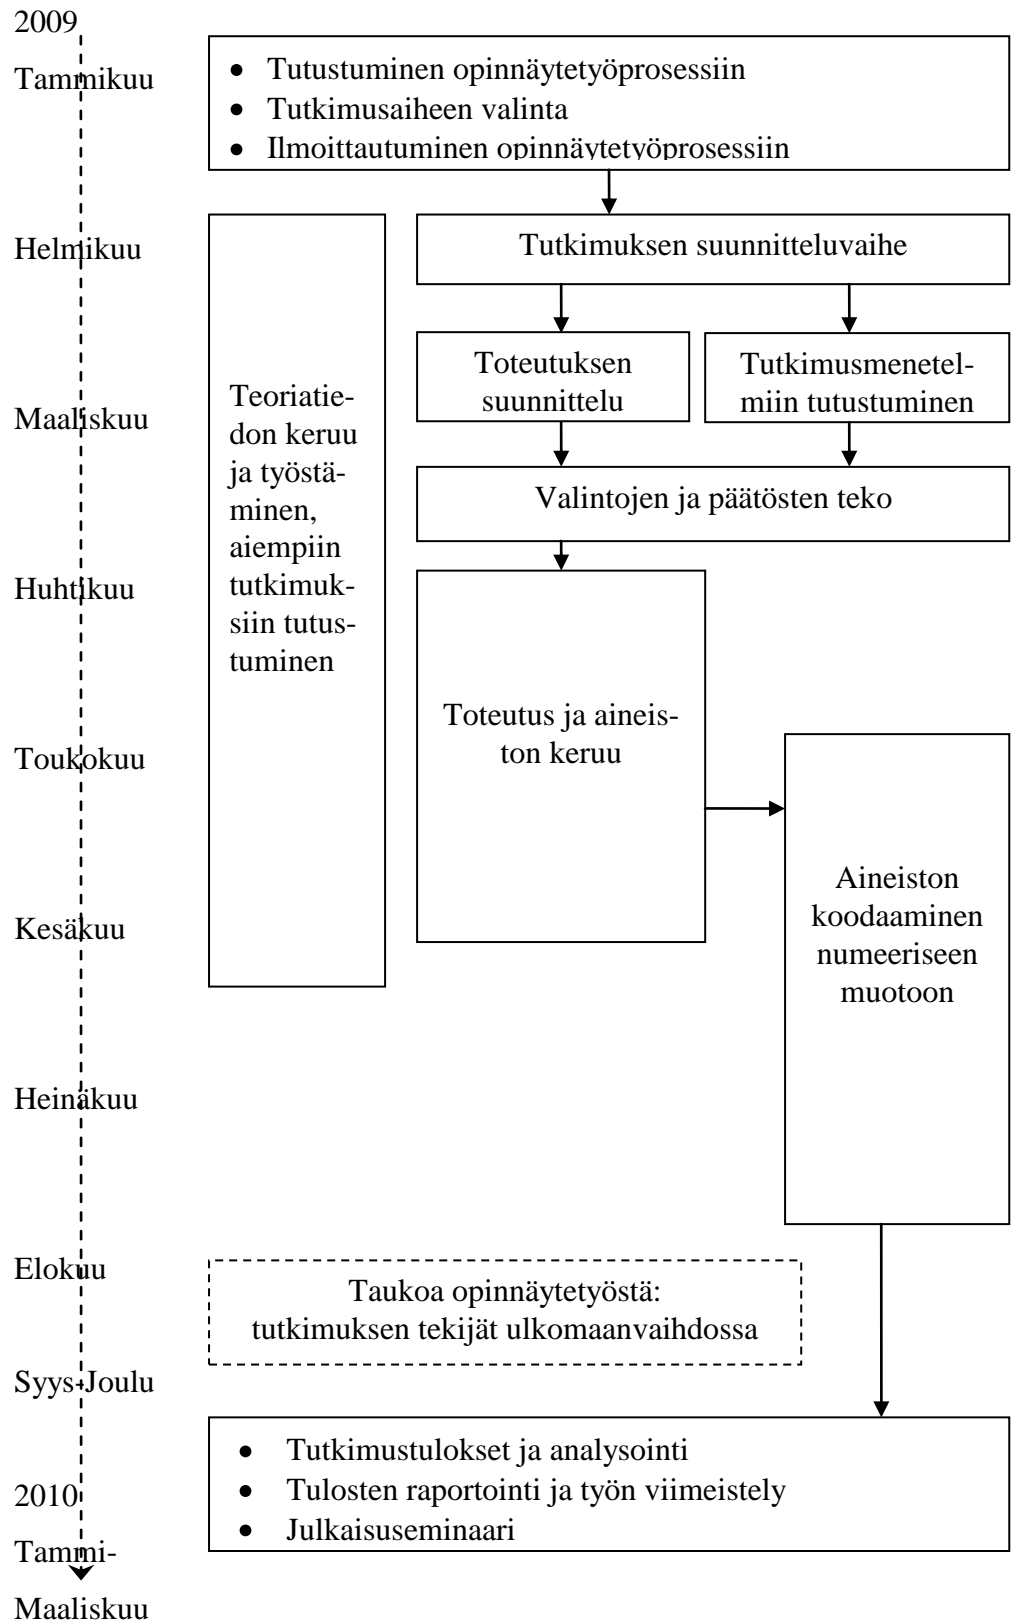 2009
Tammikuu
• Tutustuminen opinnäytetyöprosessiin
• Tutkimusaiheen valinta
• Ilmoittautuminen opinnäytetyöprosessiin
Helmikuu
Tutkimuksen suunnitteluvaihe
Toteutuksen
suunnittelu
Tutkimusmenetel-
miin tutustuminen
Maaliskuu
Teoriatie-
don keruu
ja työstä-
minen,
aiempiin
tutkimuk-
siin tutus-
tuminen
Valintojen ja päätösten teko
Huhtikuu
Toteutus ja aineis-
ton keruu
Toukokuu
Aineiston
koodaaminen
numeeriseen
muotoon
Kesäkuu
Heinäkuu
Elokuu
Taukoa opinnäytetyöstä:
tutkimuksen tekijät ulkomaanvaihdossa
Syys-Joulu
• Tutkimustulokset ja analysointi
• Tulosten raportointi ja työn viimeistely
• Julkaisuseminaari
2010
Tammi-
Maaliskuu